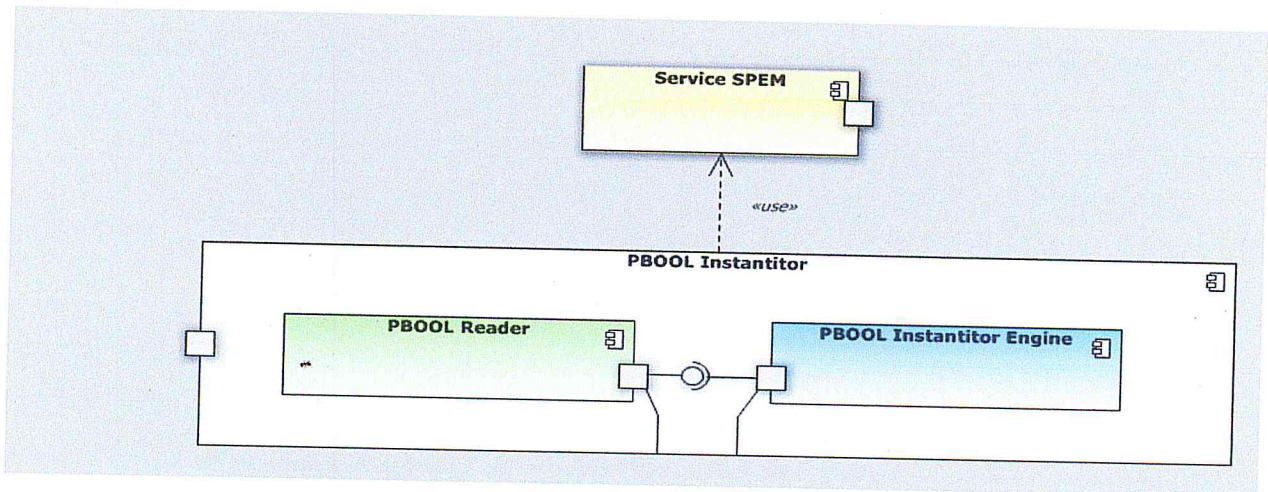 Service SPEM
«use»
PBOOL Instantitor
PBOOL Reader
PBOOL Instantitor Engine